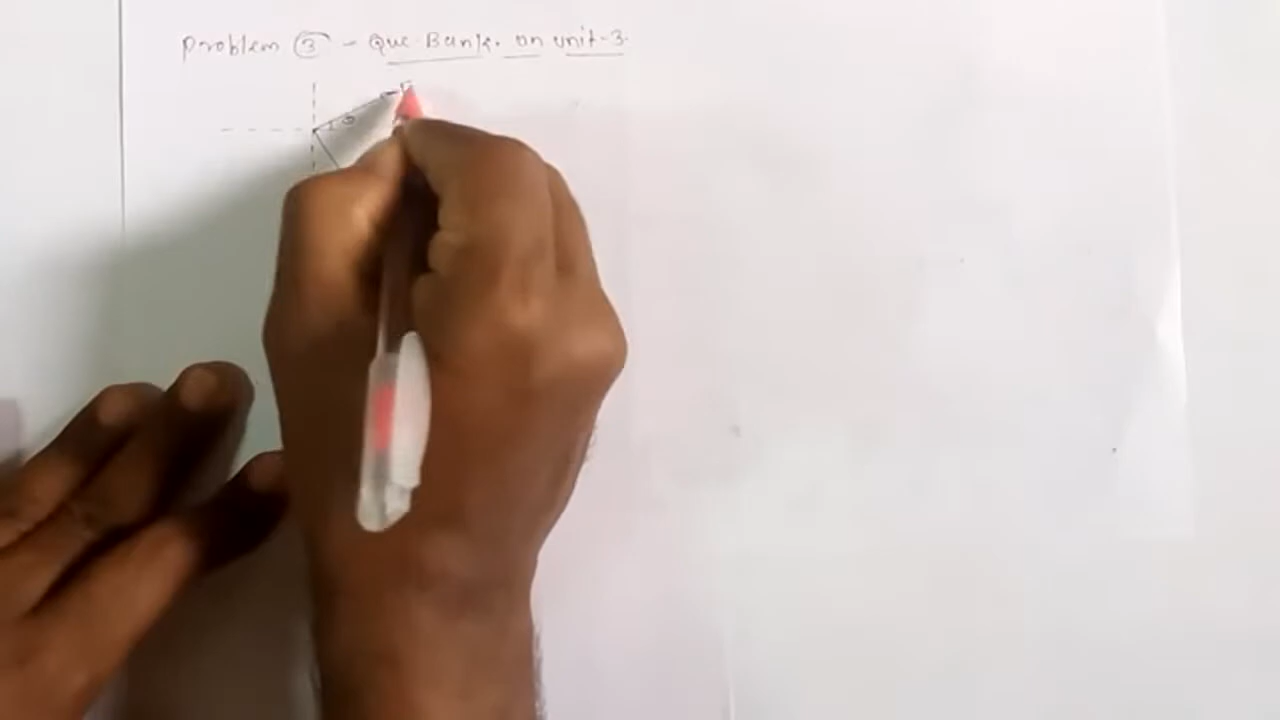 Problem 3 - Que. Bank. on unit-3.
θ
F